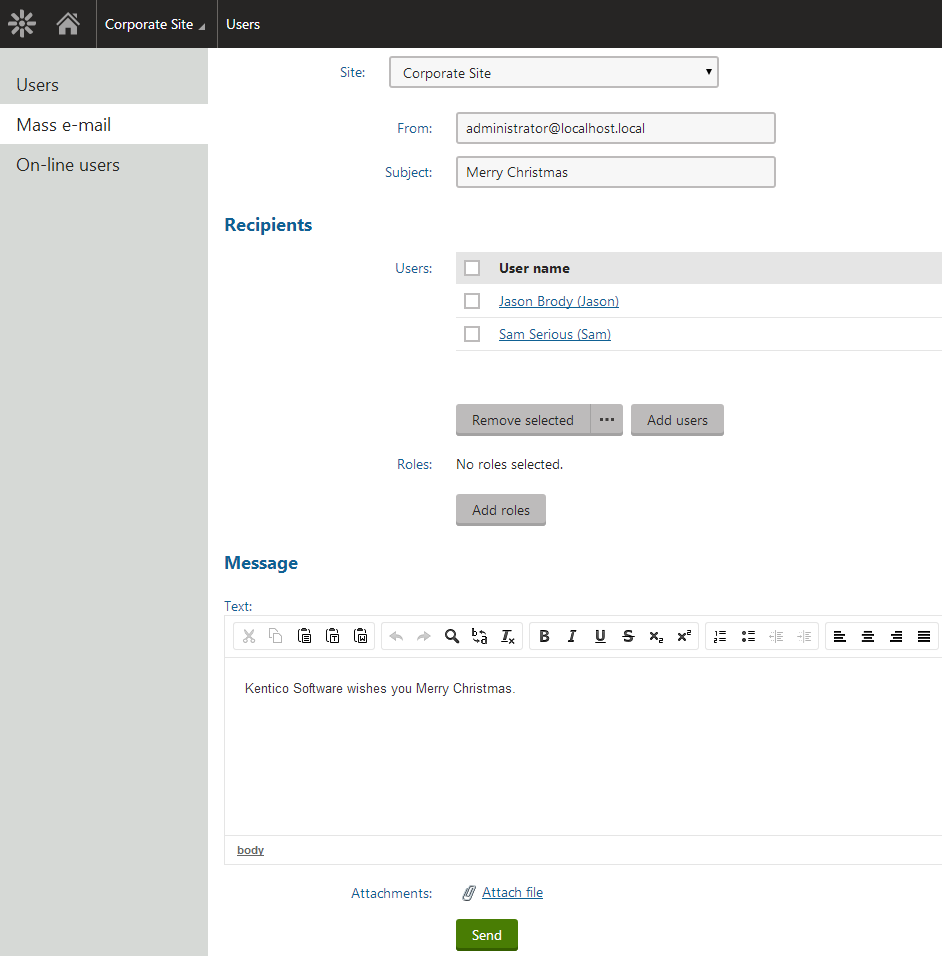 Corporate Site Users
Users
Mass e-mail
On-line users
Site: Corporate Site
From: administrator@localhost.local
Subject: Merry Christmas
Recipients
Users: User name
Jason Brody (Jason)
Sam Serious (Sam)
Remove selected ••• Add users
Roles: No roles selected.
Add roles
Message
Text:
B I U S x₂ x²
Kentico Software wishes you Merry Christmas.
body
Attachments: Attach file
Send